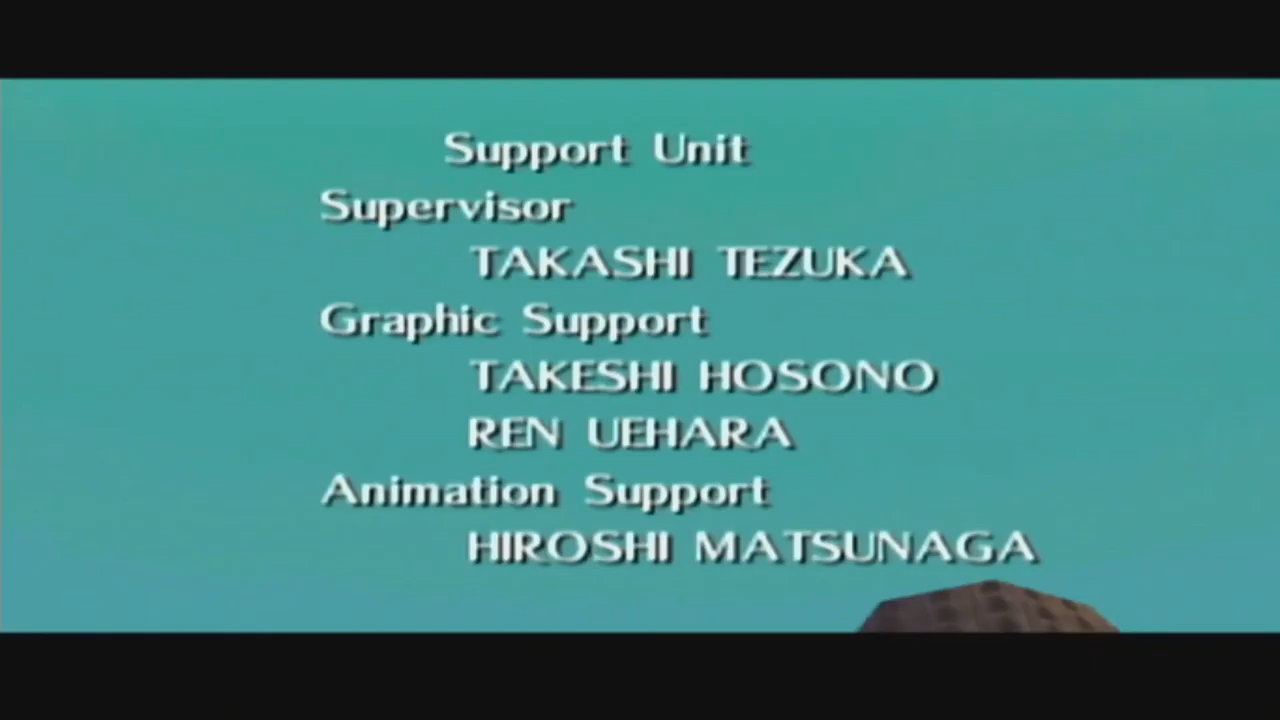 Support Unit
Supervisor
TAKASHI TEZUKA
Graphic Support
TAKESHI HOSONO
REN UEHARA
Animation Support
HIROSHI MATSUNAGA